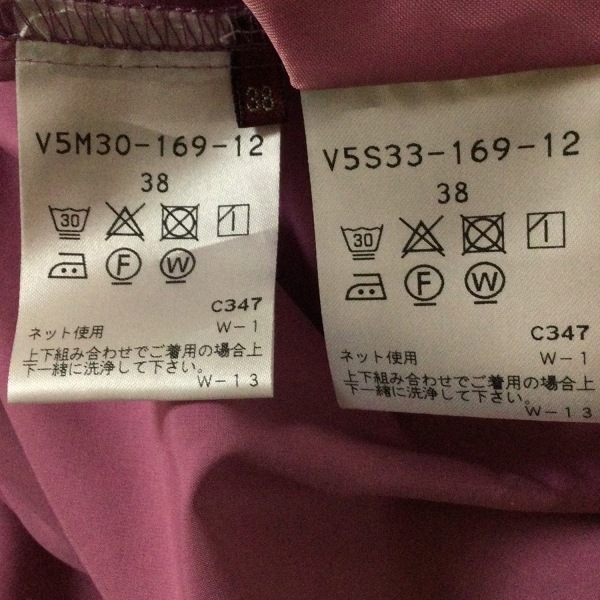 38
V5M30-169-12
38
30
F W
C347
ネット使用 W-1
上下組み合わせでご着用の場合上
下一緒に洗浄して下さい。
W-13
V5S33-169-12
38
30
F W
C347
ネット使用 W-1
上下組み合わせでご着用の場合上
下一緒に洗浄して下さい。
W-13